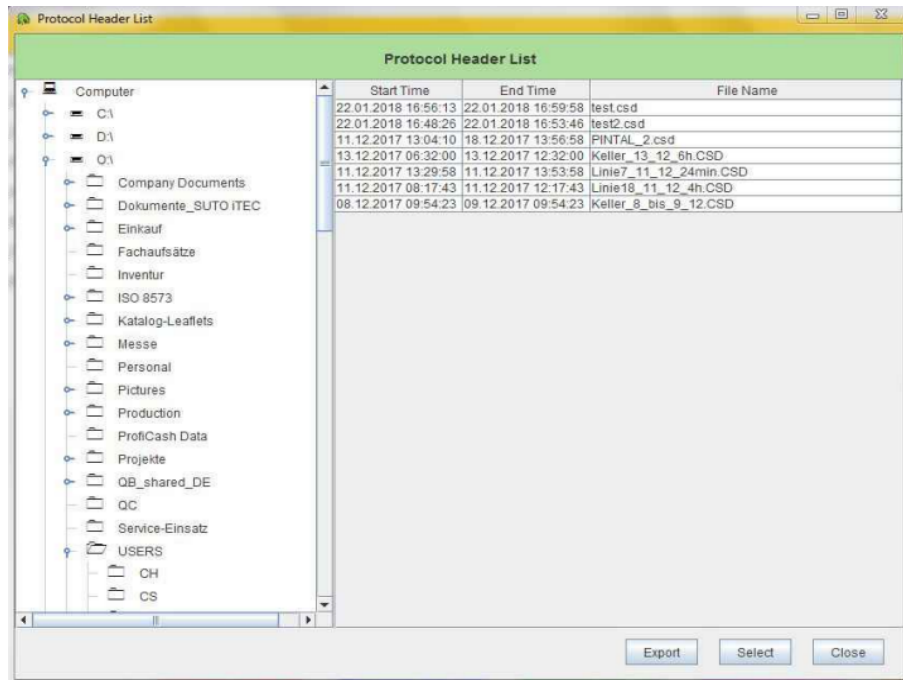 Protocol Header List
Protocol Header List
Computer
C:\
D:\
O:\
Company Documents
Dokumente_SUTO iTEC
Einkauf
Fachaufsätze
Inventur
ISO 8573
Katalog-Leaflets
Messe
Personal
Pictures
Production
ProfiCash Data
Projekte
QB_shared_DE
QC
Service-Einsatz
USERS
CH
CS
Start Time End Time File Name
22.01.2018 16:56:13 22.01.2018 16:59:58 test.csd
22.01.2018 16:48:26 22.01.2018 16:53:46 test2.csd
11.12.2017 13:04:10 18.12.2017 13:56:58 PINTAL_2.csd
13.12.2017 06:32:00 13.12.2017 12:32:00 Keller_13_12_6h.CSD
11.12.2017 13:29:58 11.12.2017 13:53:58 Linie7_11_12_24min.CSD
11.12.2017 08:17:43 11.12.2017 12:17:43 Linie18_11_12_4h.CSD
08.12.2017 09:54:23 09.12.2017 09:54:23 Keller_8_bis_9_12.CSD
Export Select Close